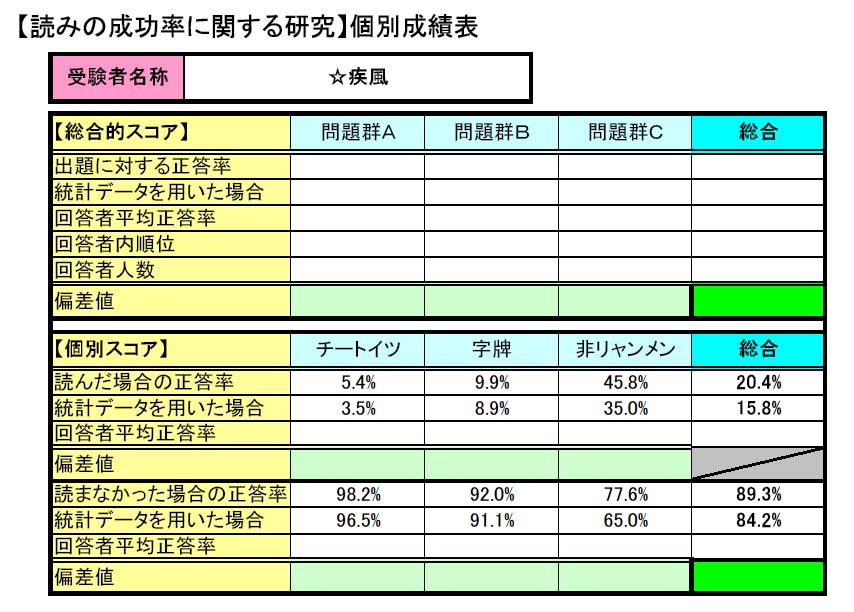 【読みの成功率に関する研究】個別成績表
受験者名称 ☆疾風
【総合的スコア】 問題群A 問題群B 問題群C 総合
出題に対する正答率
統計データを用いた場合
回答者平均正答率
回答者内順位
回答者人数
偏差値
【個別スコア】 チートイツ 字牌 非リャンメン 総合
読んだ場合の正答率 5.4% 9.9% 45.8% 20.4%
統計データを用いた場合 3.5% 8.9% 35.0% 15.8%
回答者平均正答率
偏差値
読まなかった場合の正答率 98.2% 92.0% 77.6% 89.3%
統計データを用いた場合 96.5% 91.1% 65.0% 84.2%
回答者平均正答率
偏差値